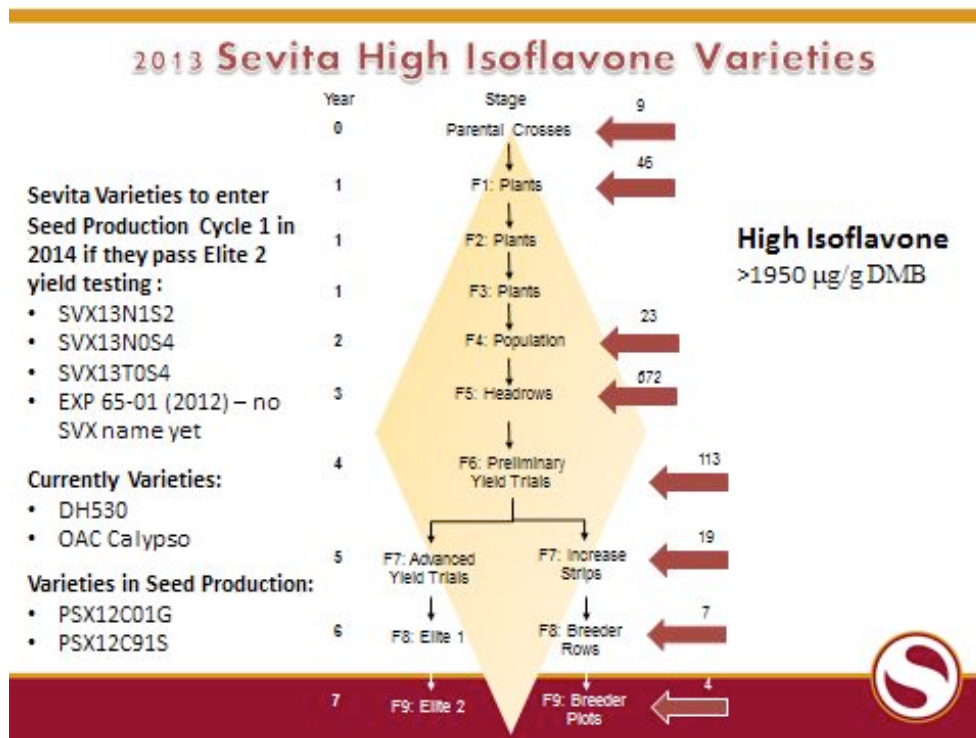 2013 Sevita High Isoflavone Varieties
Year Stage
0 Parental Crosses 9
1 F1: Plants 46
1 F2: Plants
1 F3: Plants
2 F4: Population 23
3 F5: Headrows 672
4 F6: Preliminary 113
Yield Trials
5 F7: Advanced F7: Increase 19
Yield Trials Strips
6 F8: Elite 1 F8: Breeder 7
Rows
7 F9: Elite 2 F9: Breeder 4
Plots
Sevita Varieties to enter
Seed Production Cycle 1 in
2014 if they pass Elite 2
yield testing :
• SVX13N1S2
• SVX13N0S4
• SVX13T0S4
• EXP 65-01 (2012) – no
SVX name yet
Currently Varieties:
• DH530
• OAC Calypso
Varieties in Seed Production:
• PSX12C01G
• PSX12C91S
High Isoflavone
>1950 µg/g DMB
S